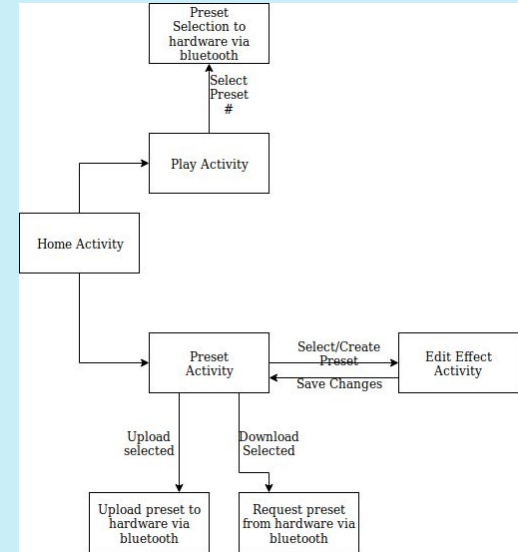 Preset
Selection to
hardware via
bluetooth
Select
Preset
#
Play Activity
Home Activity
Preset
Activity
Select/Create
Preset
Save Changes
Edit Effect
Activity
Upload
selected
Download
Selected
Upload preset to
hardware via
bluetooth
Request preset
from hardware via
bluetooth